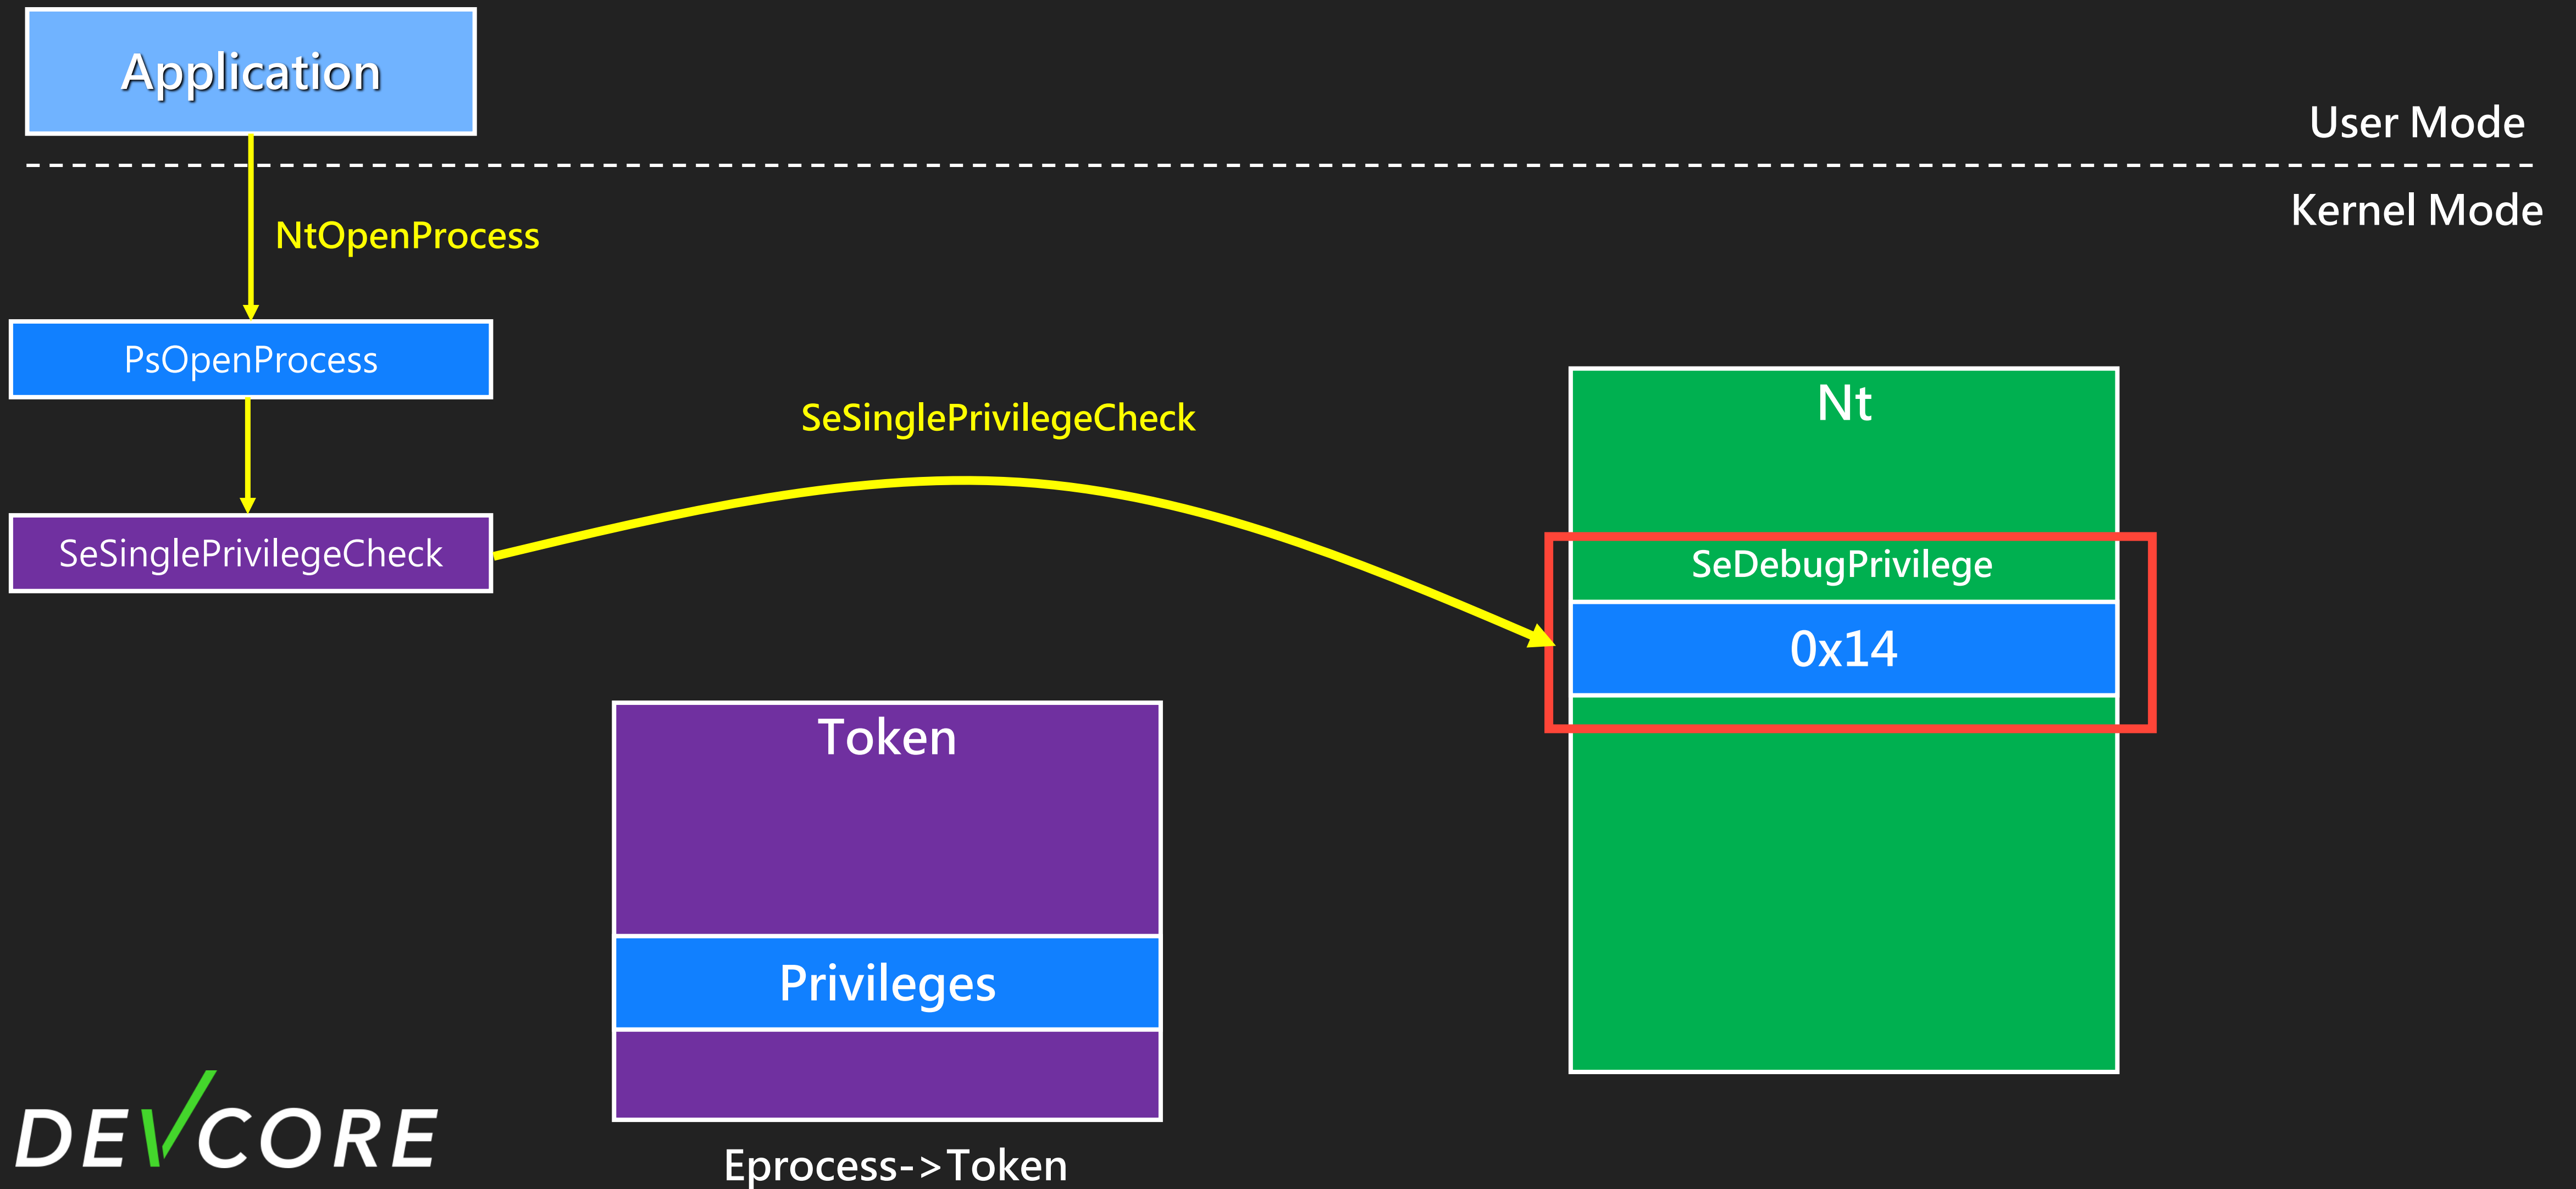 Application
User Mode
Kernel Mode
NtOpenProcess
PsOpenProcess
SeSinglePrivilegeCheck
SeSinglePrivilegeCheck
Nt
SeDebugPrivilege
0x14
Token
Privileges
Eprocess->Token
DEVCORE